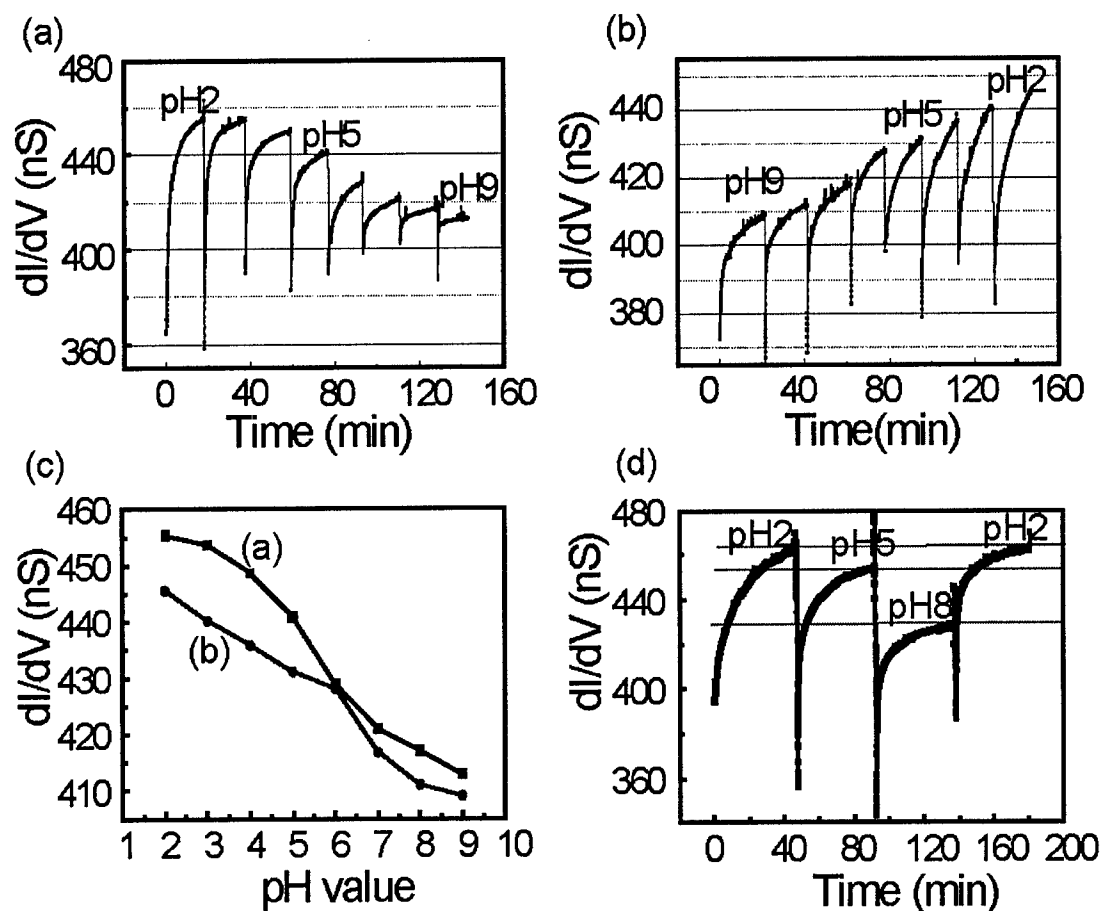 (a)
480
440
400
360
dI/dV (nS)
pH2
pH5
pH9
0 40 80 120 160
Time (min)
(b)
440
420
400
380
dI/dV (nS)
pH9
pH5
pH2
0 40 80 120 160
Time(min)
(c)
460
450
440
430
420
410
dI/dV (nS)
(a)
(b)
1 2 3 4 5 6 7 8 9 10
pH value
(d)
480
440
400
360
dI/dV (nS)
pH2
pH5
pH8
pH2
0 40 80 120 160 200
Time (min)